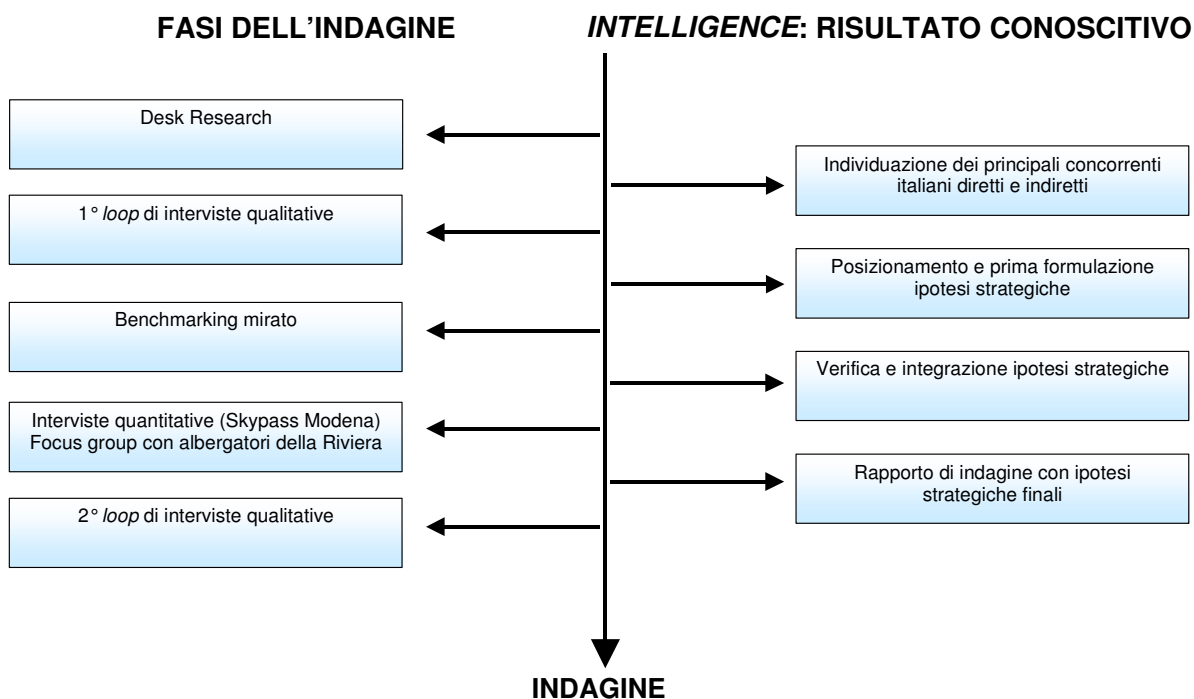 FASI DELL'INDAGINE
INTELLIGENCE: RISULTATO CONOSCITIVO
Desk Research
1° loop di interviste qualitative
Benchmarking mirato
Interviste quantitative (Skypass Modena)
Focus group con albergatori della Riviera
2° loop di interviste qualitative
Individuazione dei principali concorrenti
italiani diretti e indiretti
Posizionamento e prima formulazione
ipotesi strategiche
Verifica e integrazione ipotesi strategiche
Rapporto di indagine con ipotesi
strategiche finali
INDAGINE